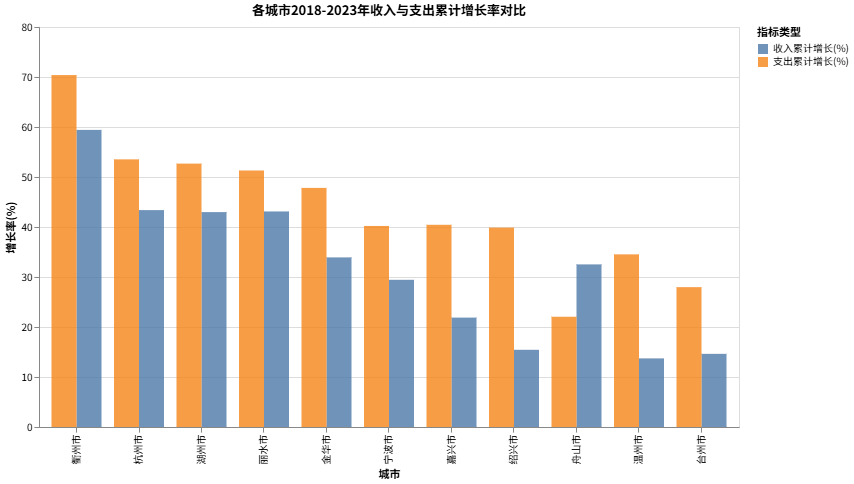 各城市2018-2023年收入与支出累计增长率对比
指标类型
收入累计增长(%)
支出累计增长(%)
80
70
60
50
40
30
20
10
0
增长率(%)
衢州市
杭州市
湖州市
丽水市
金华市
宁波市
嘉兴市
绍兴市
舟山市
温州市
台州市
城市